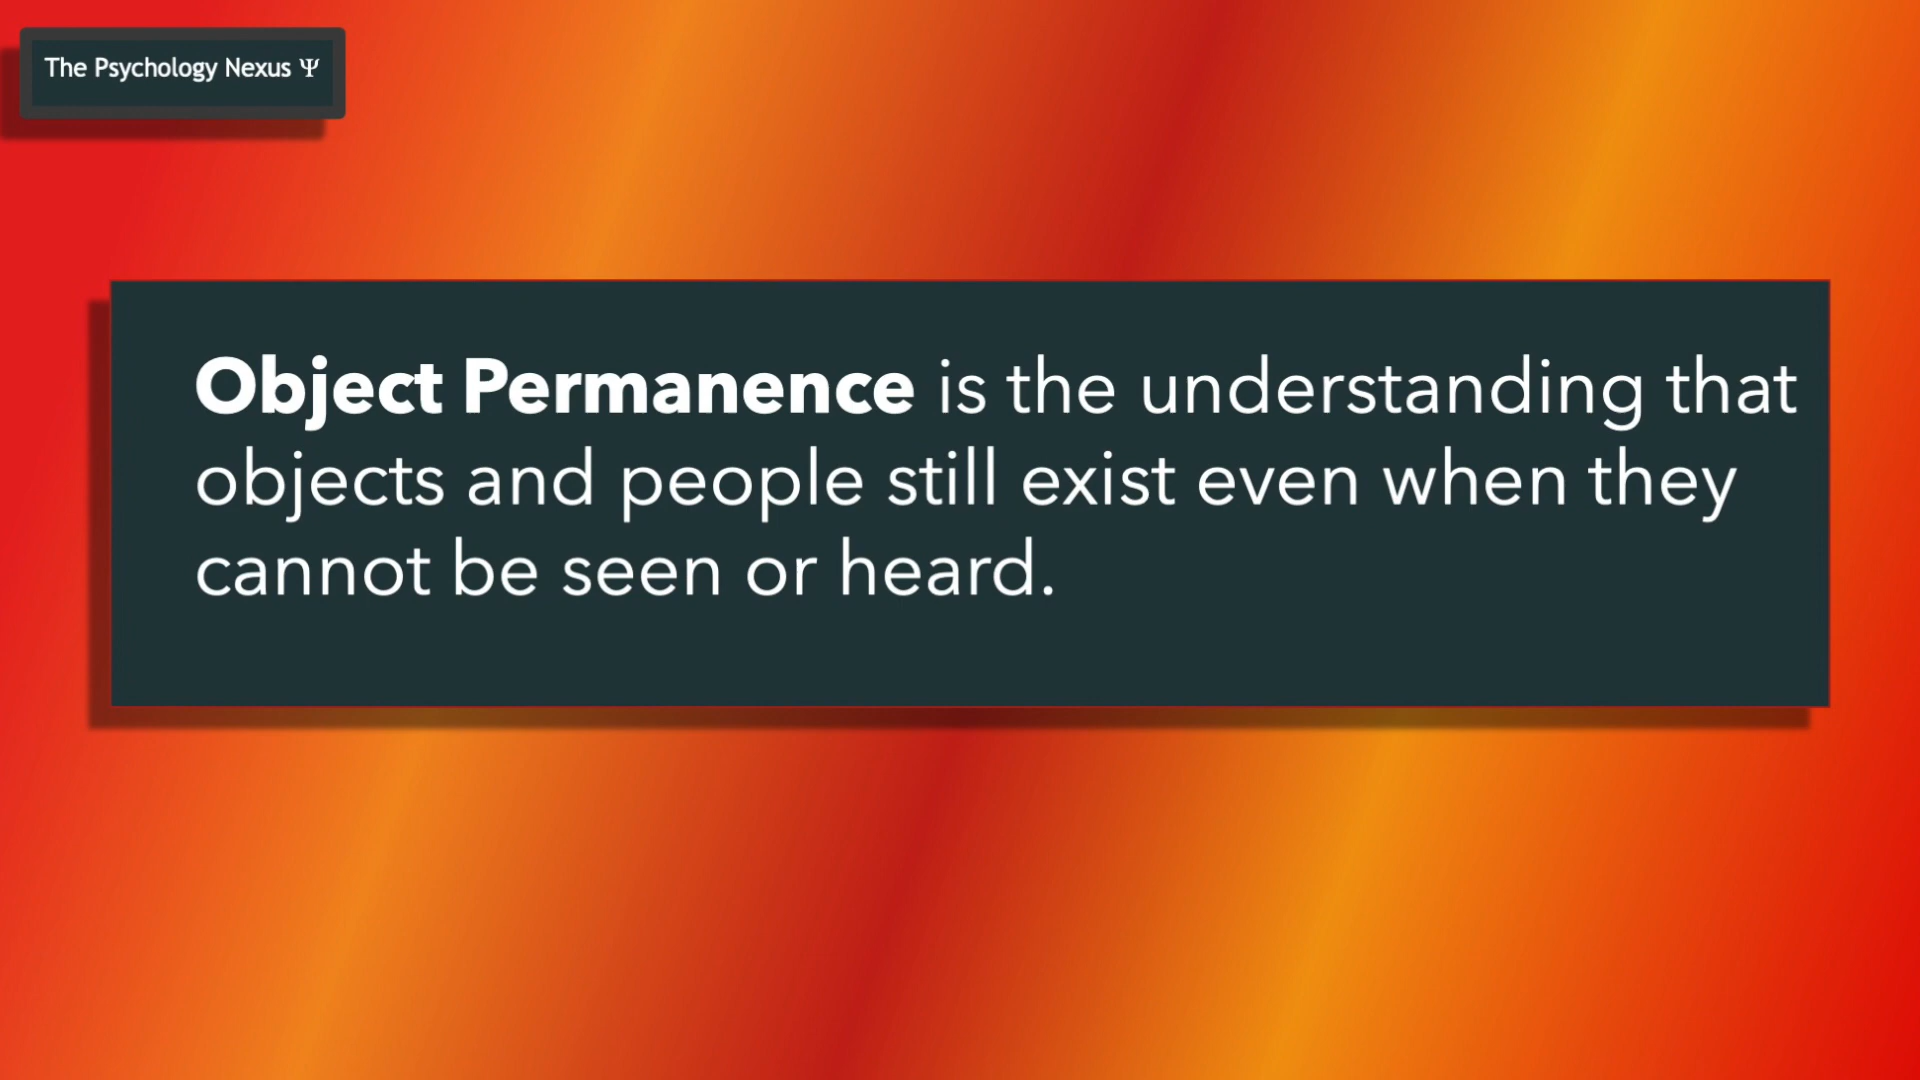 The Psychology Nexus Ψ
Object Permanence is the understanding that
objects and people still exist even when they
cannot be seen or heard.